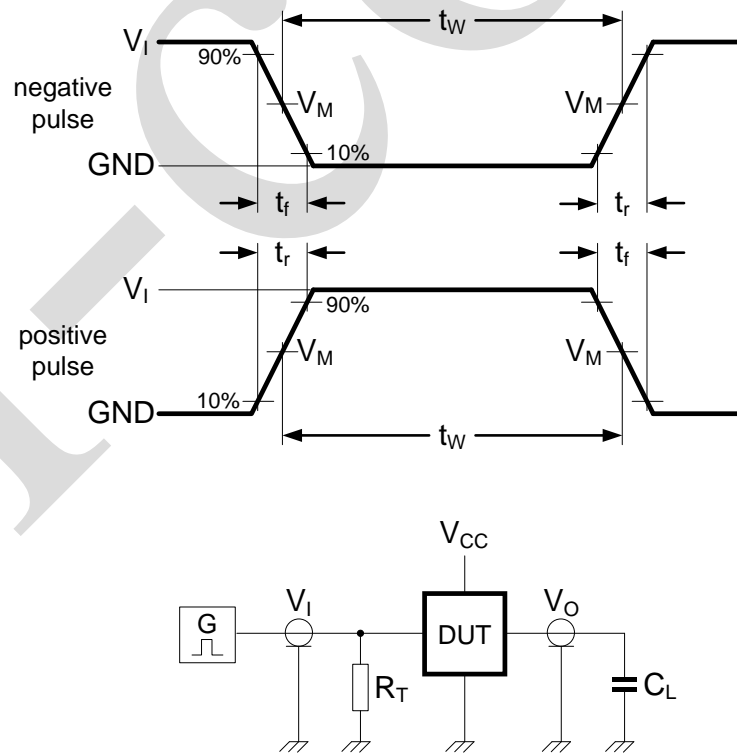 t_W
V_I
90%
negative
pulse
V_M
V_M
10%
GND
t_f
t_r
t_r
t_f
V_I
90%
positive
pulse
V_M
V_M
10%
GND
t_W
V_CC
V_I
V_O
G
DUT
R_T
C_L